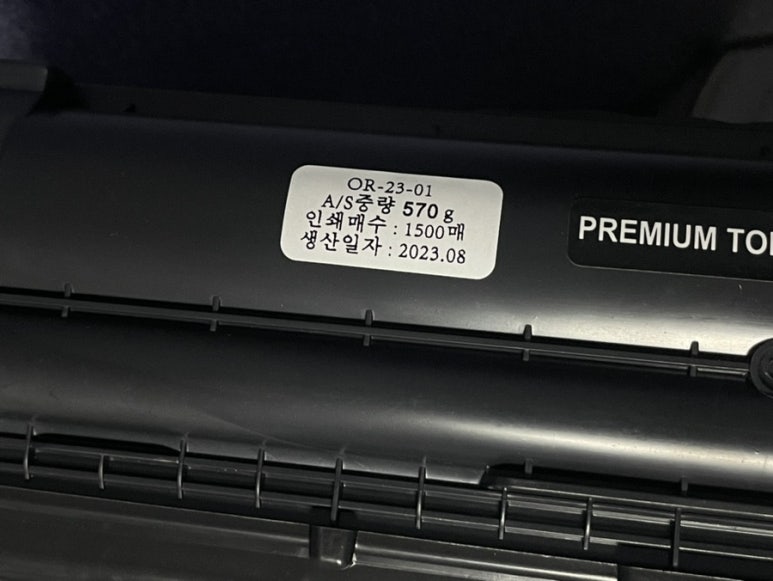 OR-23-01
A/S중량 570 g
인쇄매수 : 1500매
생산일자 : 2023.08
PREMIUM